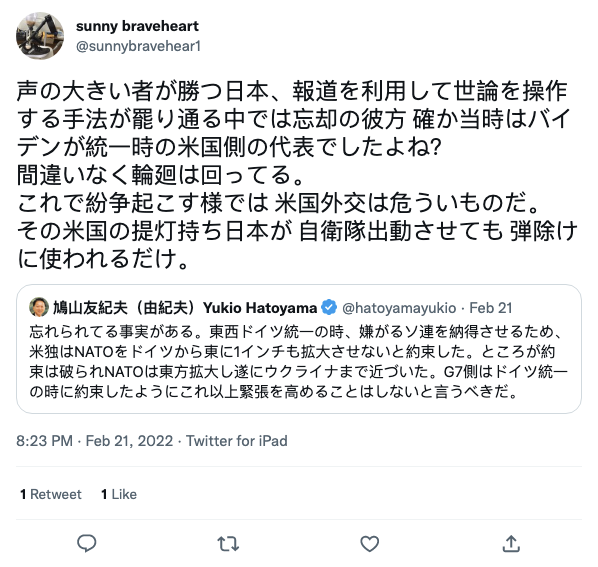 sunny braveheart
@sunnybravehear1
声の大きい者が勝つ日本、報道を利用して世論を操作
する手法が罷り通る中では忘却の彼方 確か当時はバイ
デンが統一時の米国側の代表でしたよね?
間違いなく輪廻は回ってる。
これで紛争起こす様では 米国外交は危ういものだ。
その米国の提灯持ち日本が 自衛隊出動させても 弾除け
に使われるだけ。
鳩山友紀夫（由紀夫）Yukio Hatoyama @hatoyamayukio · Feb 21
忘れられてる事実がある。東西ドイツ統一の時、嫌がるソ連を納得させるため、
米独はNATOをドイツから東に1インチも拡大させないと約束した。ところが約
束は破られNATOは東方拡大し遂にウクライナまで近づいた。G7側はドイツ統一
の時に約束したようにこれ以上緊張を高めることはしないと言うべきだ。
8:23 PM · Feb 21, 2022 · Twitter for iPad
1 Retweet 1 Like